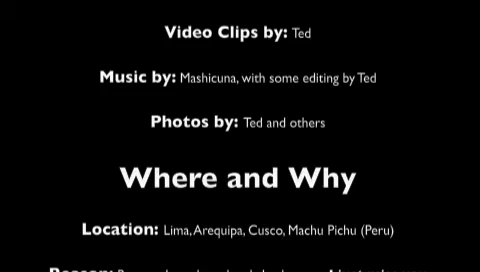 Video Clips by: Ted
Music by: Mashicuna, with some editing by Ted
Photos by: Ted and others
Where and Why
Location: Lima, Arequipa, Cusco, Machu Pichu (Peru)